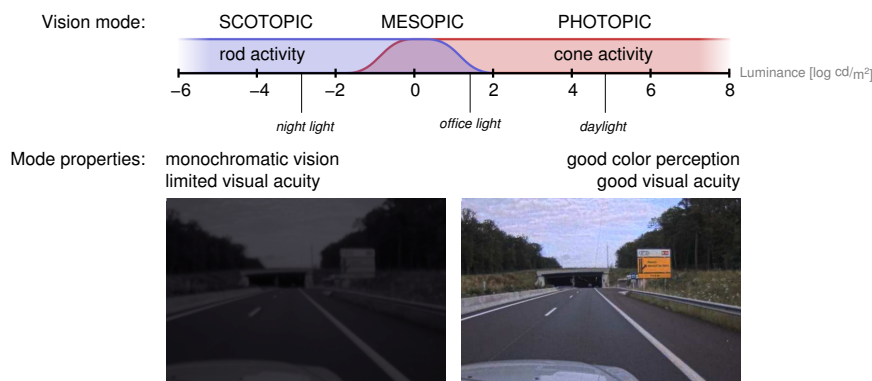 Vision mode: SCOTOPIC MESOPIC PHOTOPIC
rod activity cone activity
−6 −4 −2 0 2 4 6 8 Luminance [log cd/m²]
night light office light daylight
Mode properties: monochromatic vision good color perception
limited visual acuity good visual acuity